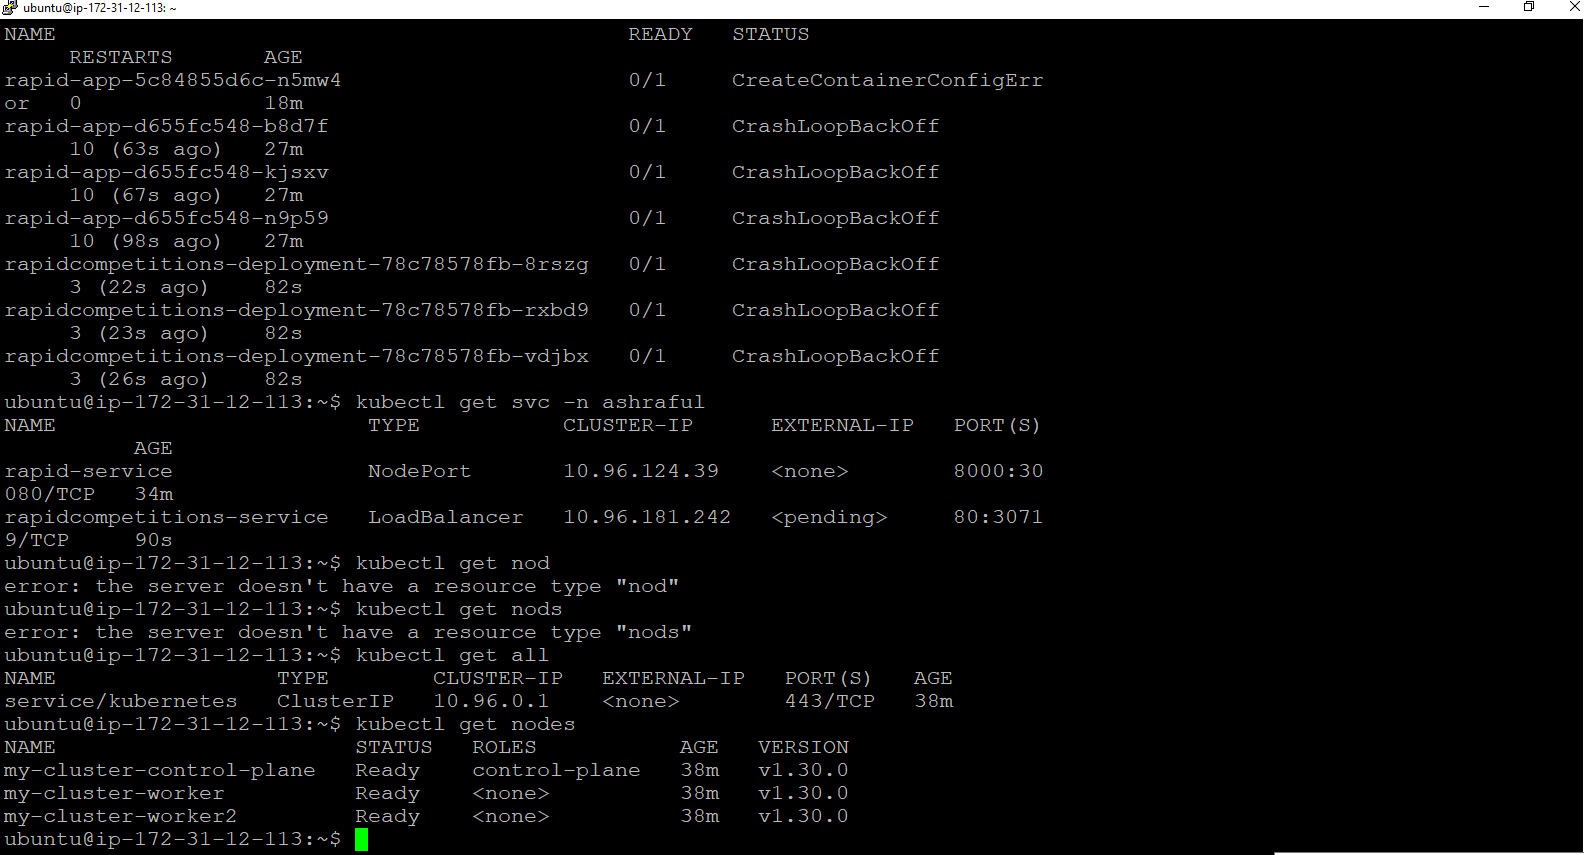 ubuntu@ip-172-31-12-113: ~
NAME READY STATUS
RESTARTS AGE
rapid-app-5c84855d6c-n5mw4 0/1 CreateContainerConfigErr
or 0 18m
rapid-app-d655fc548-b8d7f 0/1 CrashLoopBackOff
10 (63s ago) 27m
rapid-app-d655fc548-kjsxv 0/1 CrashLoopBackOff
10 (67s ago) 27m
rapid-app-d655fc548-n9p59 0/1 CrashLoopBackOff
10 (98s ago) 27m
rapidcompetitions-deployment-78c78578fb-8rszg 0/1 CrashLoopBackOff
3 (22s ago) 82s
rapidcompetitions-deployment-78c78578fb-rxbd9 0/1 CrashLoopBackOff
3 (23s ago) 82s
rapidcompetitions-deployment-78c78578fb-vdjbx 0/1 CrashLoopBackOff
3 (26s ago) 82s
ubuntu@ip-172-31-12-113:~$ kubectl get svc -n ashraful
NAME TYPE CLUSTER-IP EXTERNAL-IP PORT(S)
AGE
rapid-service NodePort 10.96.124.39 <none> 8000:30
080/TCP 34m
rapidcompetitions-service LoadBalancer 10.96.181.242 <pending> 80:3071
9/TCP 90s
ubuntu@ip-172-31-12-113:~$ kubectl get nod
error: the server doesn't have a resource type "nod"
ubuntu@ip-172-31-12-113:~$ kubectl get nods
error: the server doesn't have a resource type "nods"
ubuntu@ip-172-31-12-113:~$ kubectl get all
NAME TYPE CLUSTER-IP EXTERNAL-IP PORT(S) AGE
service/kubernetes ClusterIP 10.96.0.1 <none> 443/TCP 38m
ubuntu@ip-172-31-12-113:~$ kubectl get nodes
NAME STATUS ROLES AGE VERSION
my-cluster-control-plane Ready control-plane 38m v1.30.0
my-cluster-worker Ready <none> 38m v1.30.0
my-cluster-worker2 Ready <none> 38m v1.30.0
ubuntu@ip-172-31-12-113:~$